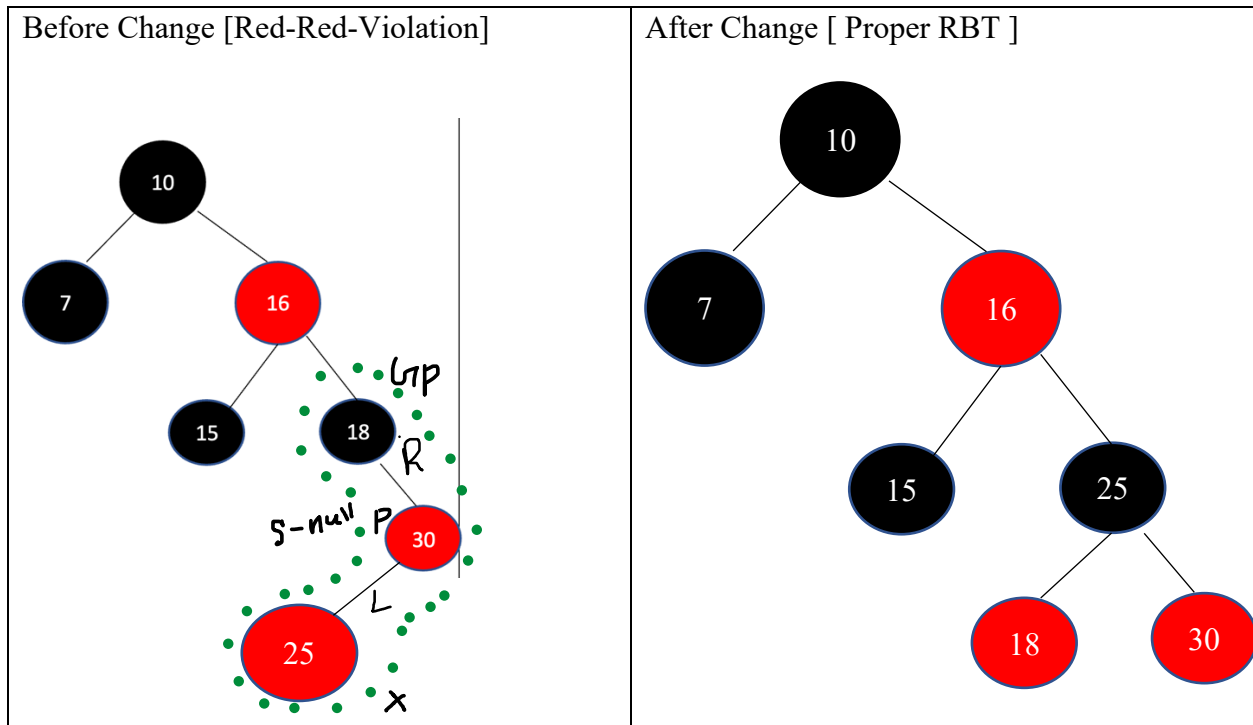 Before Change [Red-Red-Violation]
10
7
16
15
18
Gp
R
S-null
P
30
L
25
X
After Change [ Proper RBT ]
10
7
16
15
25
18
30